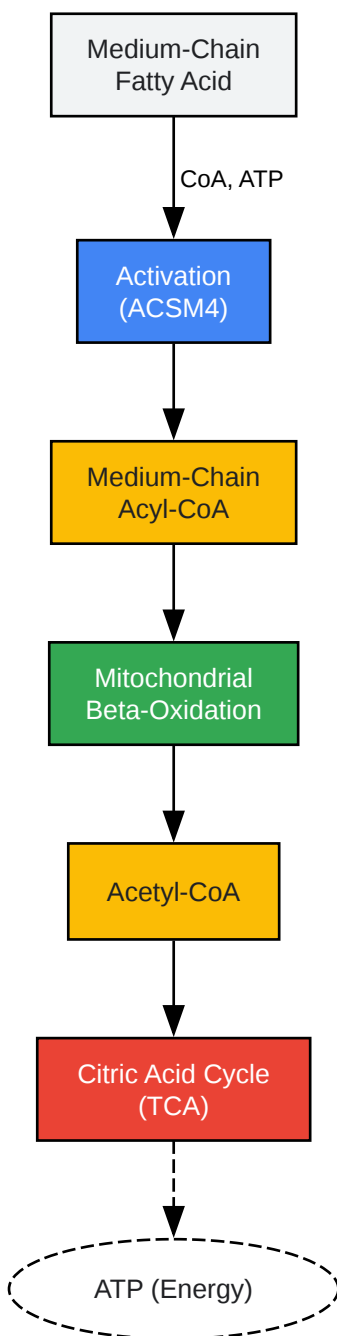 Medium-Chain
Fatty Acid
CoA, ATP
Activation
(ACSM4)
Medium-Chain
Acyl-CoA
Mitochondrial
Beta-Oxidation
Acetyl-CoA
Citric Acid Cycle
(TCA)
ATP (Energy)